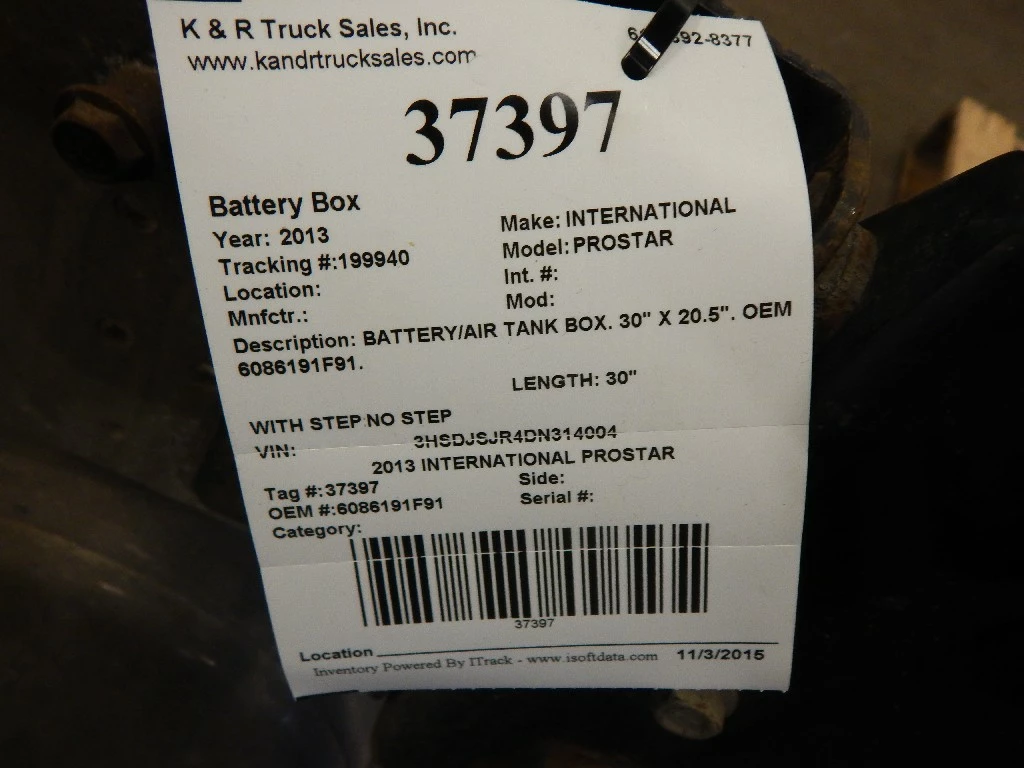 K & R Truck Sales, Inc.
www.kandrtrucksales.com
92-8377
37397
Battery Box
Year: 2013
Make: INTERNATIONAL
Tracking #:199940
Model: PROSTAR
Location:
Int. #:
Mnfctr.:
Mod:
Description: BATTERY/AIR TANK BOX. 30" X 20.5". OEM
6086191F91.
LENGTH: 30"
WITH STEP NO STEP
VIN: 3HSDJSJR4DN314004
2013 INTERNATIONAL PROSTAR
Tag #:37397
Side:
OEM #:6086191F91
Serial #:
Category:
37397
Location
Inventory Powered By ITrack - www.isoftdata.com 11/3/2015